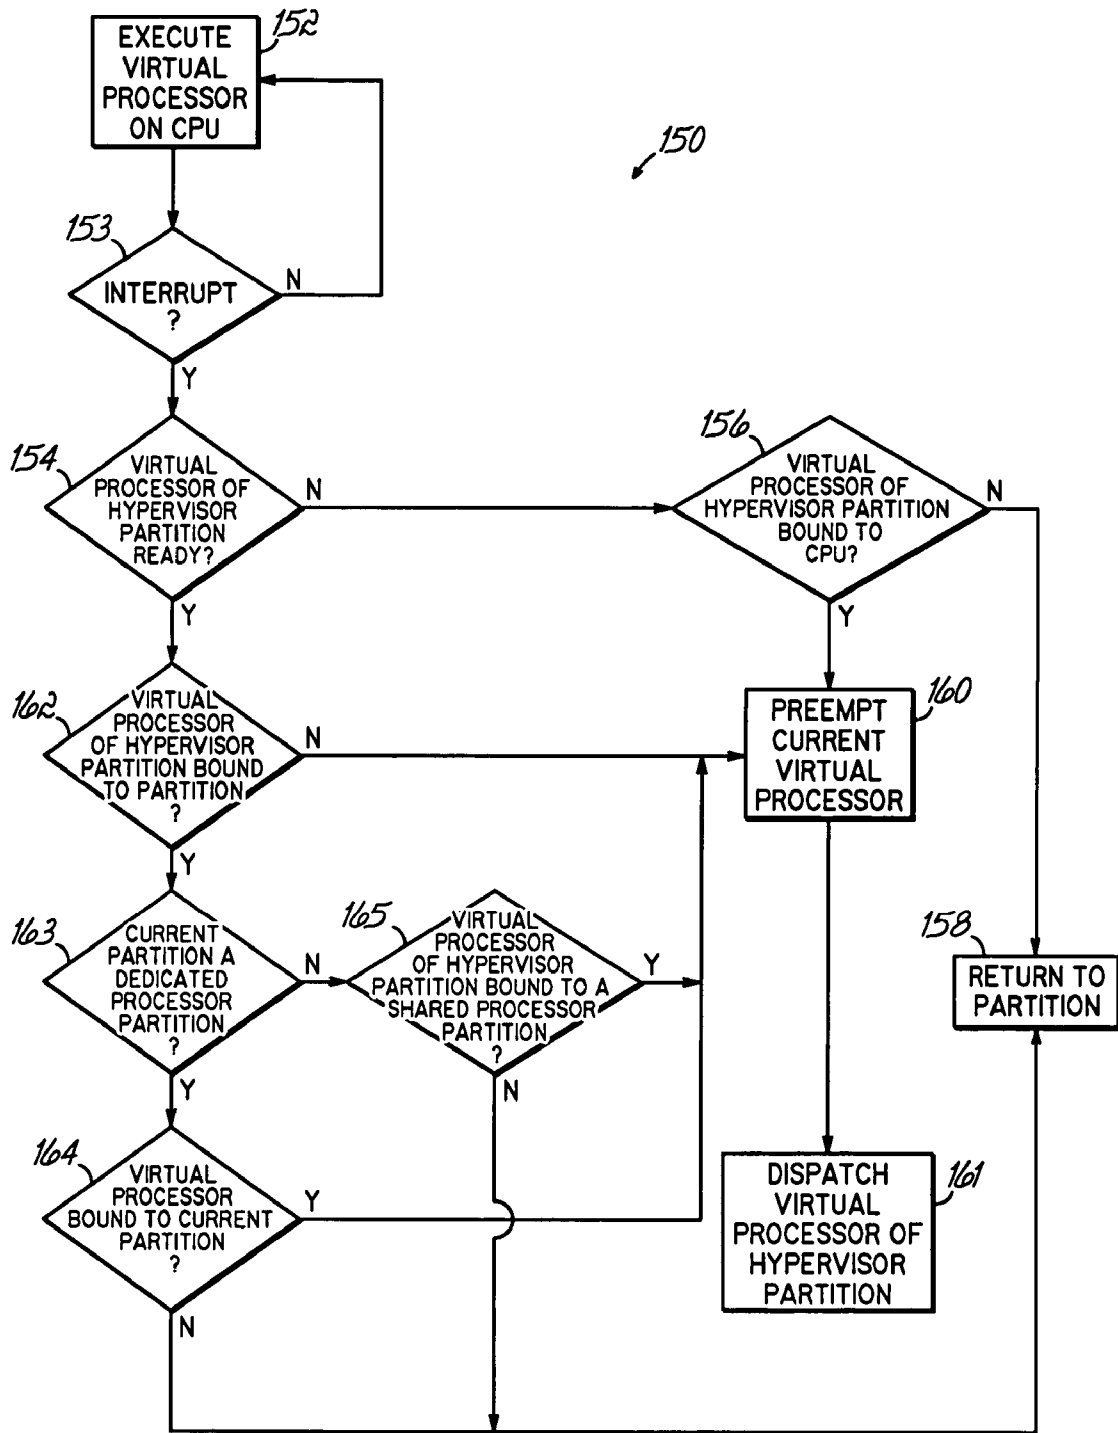 152
EXECUTE
VIRTUAL
PROCESSOR
ON CPU
150
153
INTERRUPT
?
N
Y
154
VIRTUAL
PROCESSOR OF
HYPERVISOR
PARTITION
READY?
N
Y
156
VIRTUAL
PROCESSOR OF
HYPERVISOR PARTITION
BOUND TO
CPU?
N
Y
162
VIRTUAL
PROCESSOR
OF HYPERVISOR
PARTITION BOUND
TO PARTITION
?
N
Y
160
PREEMPT
CURRENT
VIRTUAL
PROCESSOR
163
CURRENT
PARTITION A
DEDICATED
PROCESSOR
PARTITION
?
N
Y
165
VIRTUAL
PROCESSOR
OF HYPERVISOR
PARTITION BOUND TO A
SHARED PROCESSOR
PARTITION
?
Y
N
158
RETURN TO
PARTITION
164
VIRTUAL
PROCESSOR
BOUND TO CURRENT
PARTITION
?
Y
N
161
DISPATCH
VIRTUAL
PROCESSOR OF
HYPERVISOR
PARTITION